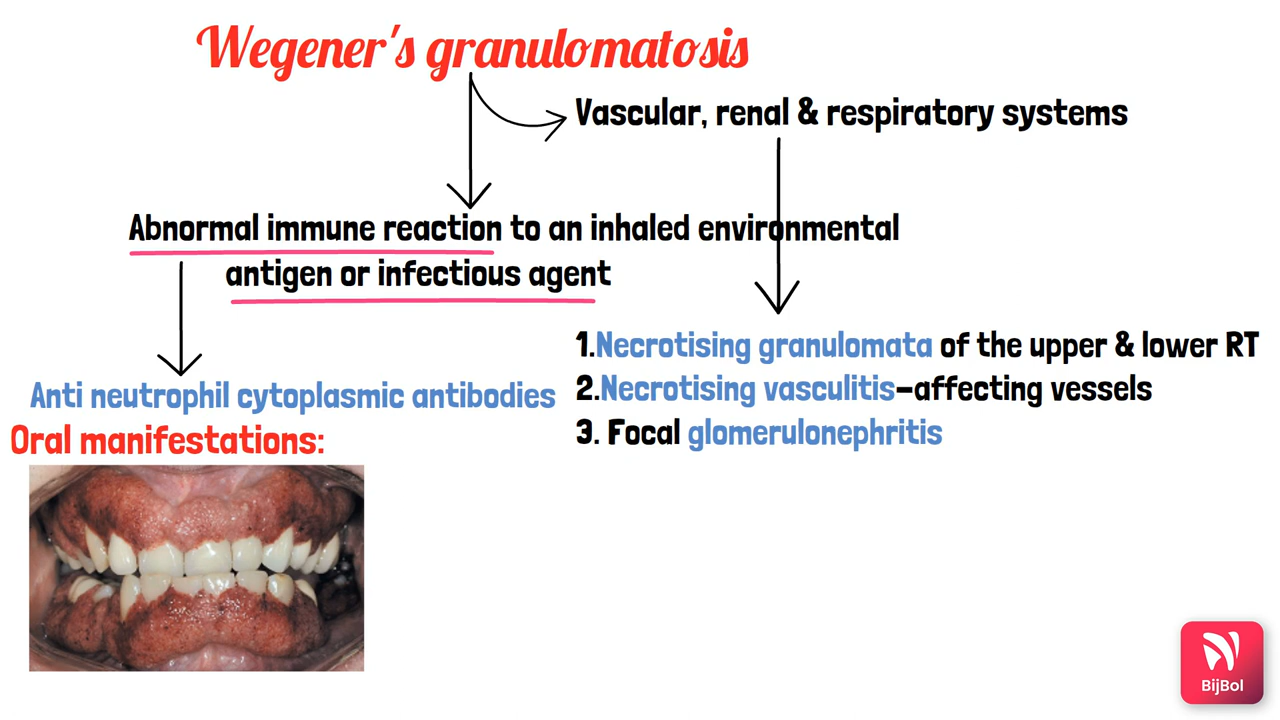 Wegener's granulomatosis
Vascular, renal & respiratory systems
Abnormal immune reaction to an inhaled environmental
antigen or infectious agent
Anti neutrophil cytoplasmic antibodies
Oral manifestations:
1.Necrotising granulomata of the upper & lower RT
2.Necrotising vasculitis–affecting vessels
3. Focal glomerulonephritis
BijBol